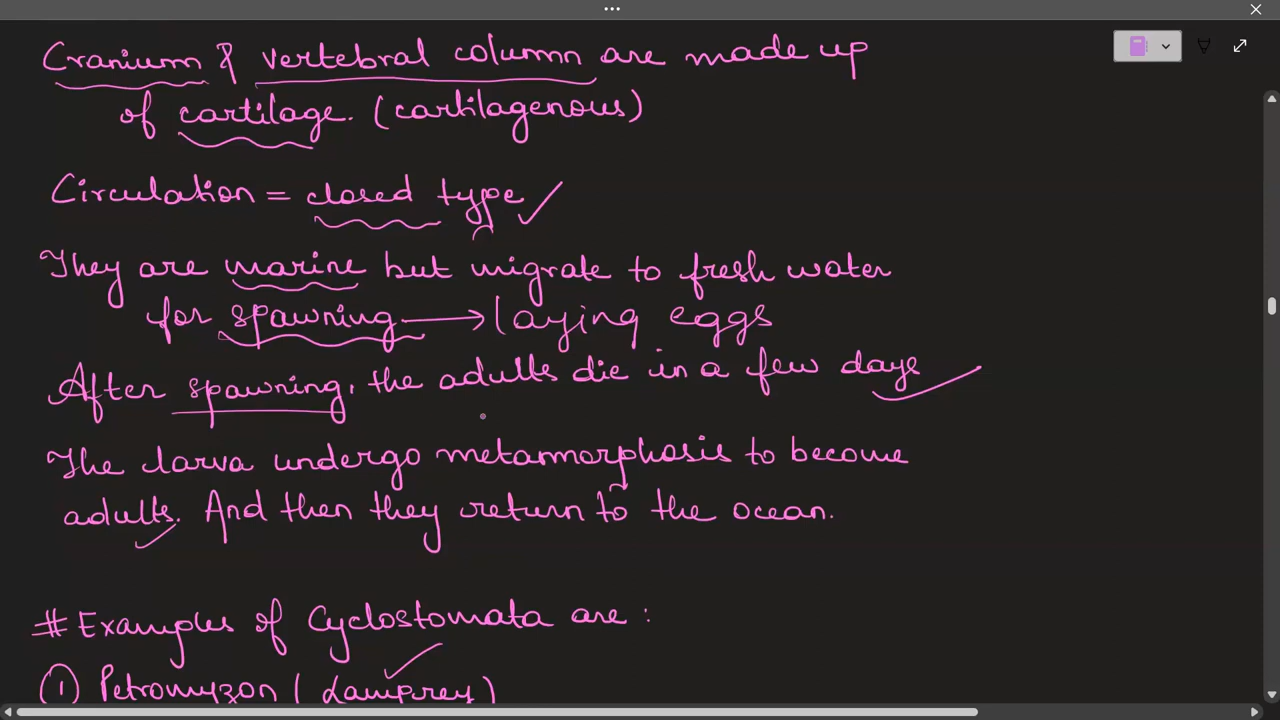 Cranium & vertebral column are made up
of cartilage. (cartilagenous)
Circulation = closed type
They are marine but migrate to fresh water
for spawning → laying eggs
After spawning, the adults die in a few days
The larva undergo metamorphosis to become
adults. And then they return to the ocean.
# Examples of Cyclostomata are :
① Petromyzon (Lamprey)